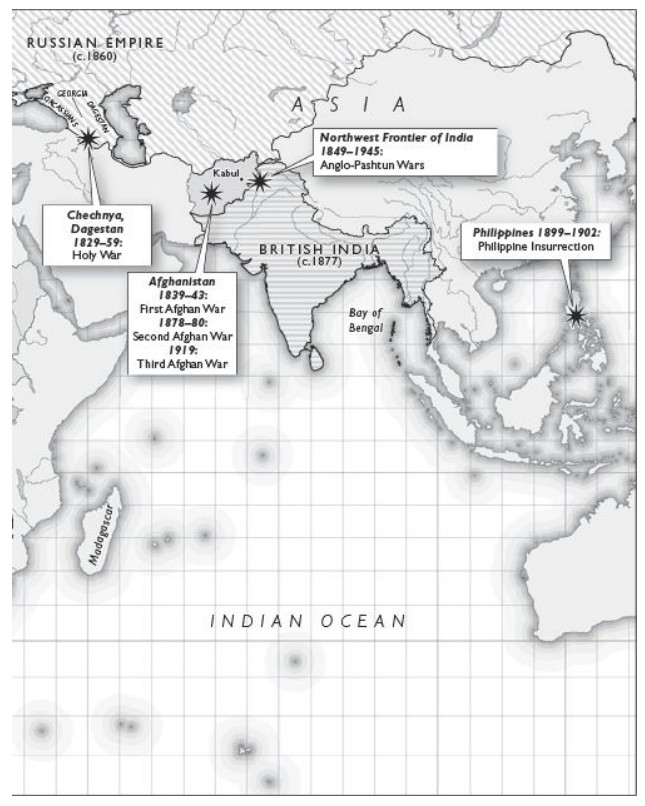 RUSSIAN EMPIRE
(c.1860)
GEORGIA
CIRCASSIANS
DAGESTAN
A S I A
Northwest Frontier of India
1849–1945:
Anglo-Pashtun Wars
Kabul
Chechnya,
Dagestan
1829–59:
Holy War
Philippines 1899–1902:
Philippine Insurrection
BRITISH INDIA
(c.1877)
Afghanistan
1839–43:
First Afghan War
1878–80:
Second Afghan War
1919:
Third Afghan War
Bay of
Bengal
Madagascar
INDIAN OCEAN